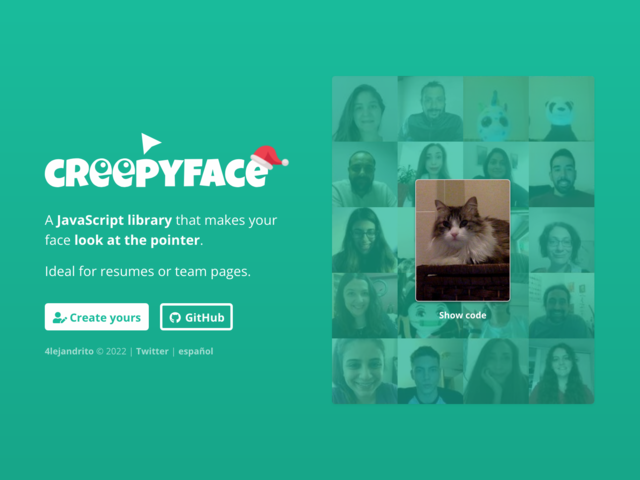 CREEPYFACE
A JavaScript library that makes your
face look at the pointer.
Ideal for resumes or team pages.
Create yours
GitHub
4lejandrito © 2022 | Twitter | español
Show code